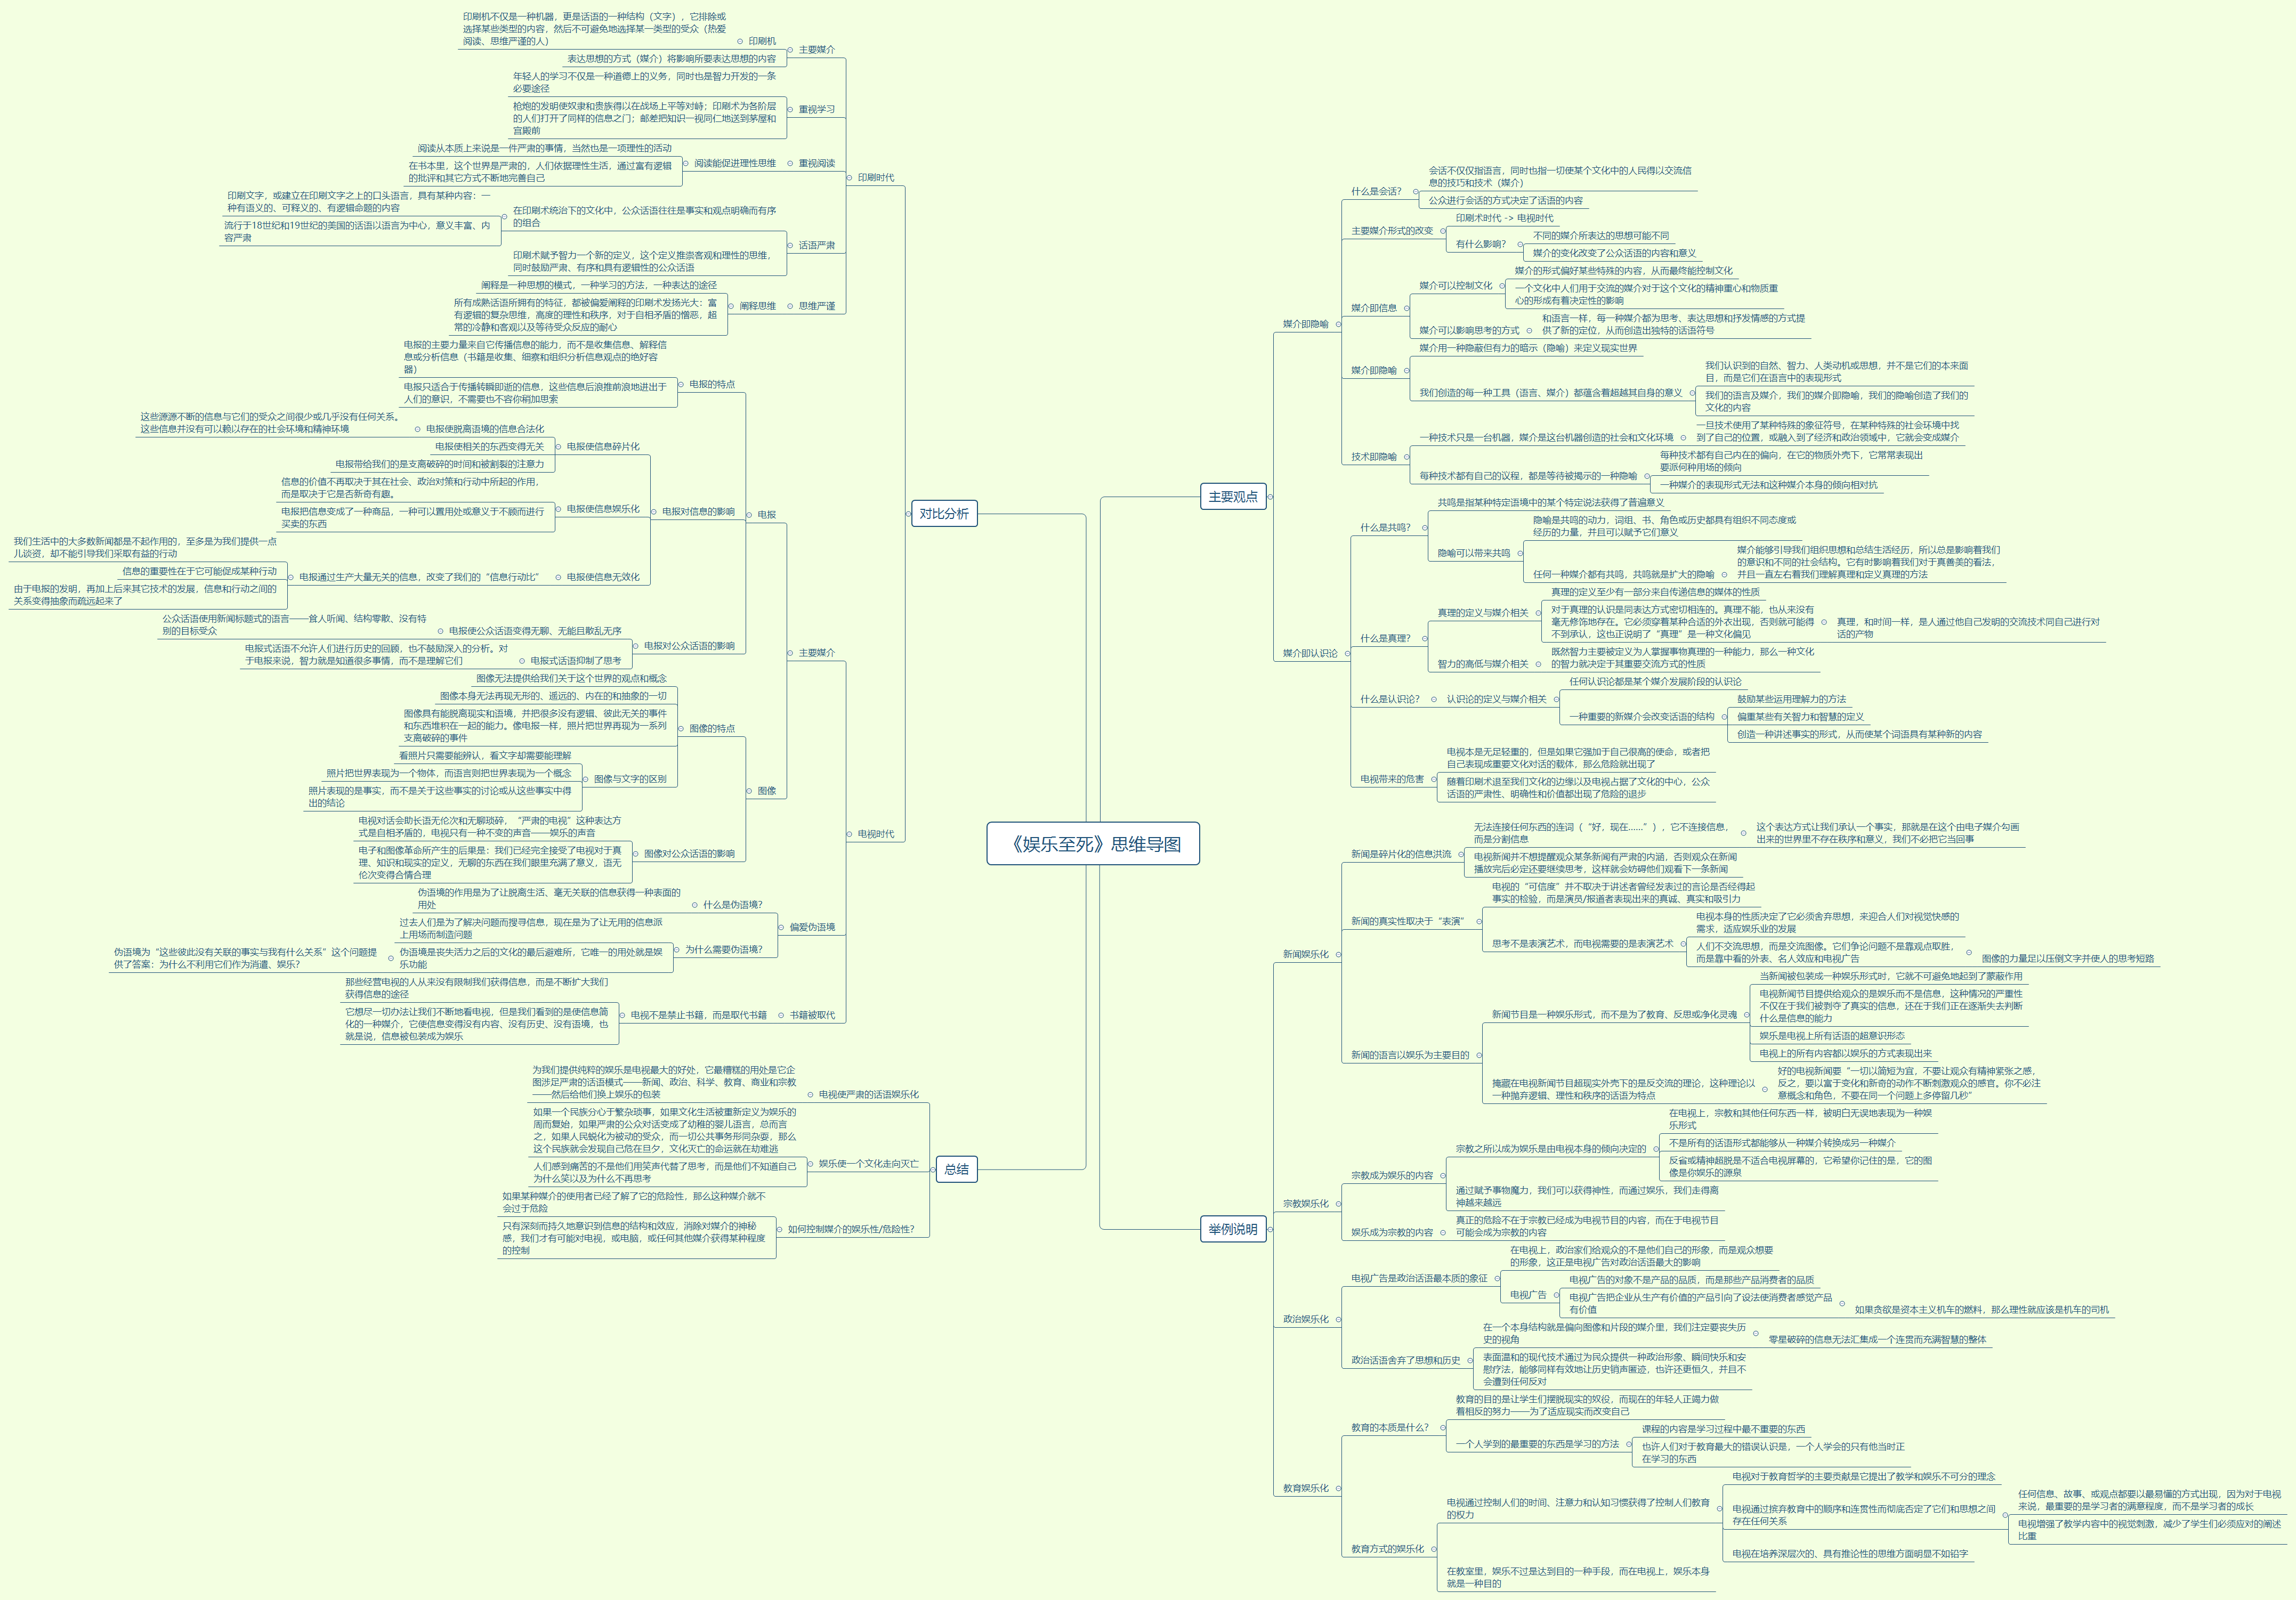 《娱乐至死》思维导图
主要观点
媒介即隐喻
什么是会话？
会话不仅仅指语言，同时也指一切使某个文化中的人民得以交流信
息的技巧和技术（媒介）
公众进行会话的方式决定了话语的内容
主要媒介形式的改变
印刷术时代 -> 电视时代
有什么影响？
不同的媒介所表达的思想可能不同
媒介的变化改变了公众话语的内容和意义
媒介即信息
媒介可以控制文化
媒介的形式偏好某些特殊的内容，从而最终能控制文化
一个文化中人们用于交流的媒介对于这个文化的精神重心和物质重
心的形成有着决定性的影响
媒介可以影响思考的方式
和语言一样，每一种媒介都为思考、表达思想和抒发情感的方式提
供了新的定位，从而创造出独特的话语符号
媒介即隐喻
媒介用一种隐蔽但有力的暗示（隐喻）来定义现实世界
我们创造的每一种工具（语言、媒介）都蕴含着超越其自身的意义
我们认识到的自然、智力、人类动机或思想，并不是它们的本来面
目，而是它们在语言中的表现形式
我们的语言及媒介，我们的媒介即隐喻，我们的隐喻创造了我们的
文化的内容
技术即隐喻
一种技术只是一台机器，媒介是这台机器创造的社会和文化环境
一旦技术使用了某种特殊的象征符号，在某种特殊的社会环境中找
到了自己的位置，或融入到了经济和政治领域中，它就会变成媒介
每种技术都有自己的议程，都是等待被揭示的一种隐喻
每种技术都有自己内在的偏向，在它的物质外壳下，它常常表现出
要派何种用场的倾向
一种媒介的表现形式无法和这种媒介本身的倾向相对抗
媒介即认识论
什么是共鸣？
共鸣是指某种特定语境中的某个特定说法获得了普遍意义
隐喻可以带来共鸣
隐喻是共鸣的动力，词组、书、角色或历史都具有组织不同态度或
经历的力量，并且可以赋予它们意义
任何一种媒介都有共鸣，共鸣就是扩大的隐喻
媒介能够引导我们组织思想和总结生活经历，所以总是影响着我们
的意识和不同的社会结构。它有时影响着我们对于真善美的看法，
并且一直左右着我们理解真理和定义真理的方法
什么是真理？
真理的定义与媒介相关
真理的定义至少有一部分来自传递信息的媒体的性质
对于真理的认识是同表达方式密切相连的。真理不能，也从来没有
毫无修饰地存在。它必须穿着某种合适的外衣出现，否则就可能得
不到承认，这也正说明了“真理”是一种文化偏见
真理，和时间一样，是人通过他自己发明的交流技术同自己进行对
话的产物
智力的高低与媒介相关
既然智力主要被定义为人掌握事物真理的一种能力，那么一种文化
的智力就决定于其重要交流方式的性质
什么是认识论？
认识论的定义与媒介相关
任何认识论都是某个媒介发展阶段的认识论
一种重要的新媒介会改变话语的结构
鼓励某些运用理解力的方法
偏重某些有关智力和智慧的定义
创造一种讲述事实的形式，从而使某个词语具有某种新的内容
电视带来的危害
电视本是无足轻重的，但是如果它强加于自己很高的使命，或者把
自己表现成重要文化对话的载体，那么危险就出现了
随着印刷术退至我们文化的边缘以及电视占据了文化的中心，公众
话语的严肃性、明确性和价值都出现了危险的退步
举例说明
新闻娱乐化
新闻是碎片化的信息洪流
无法连接任何东西的连词（“好，现在……”），它不连接信息，
而是分割信息
这个表达方式让我们承认一个事实，那就是在这个由电子媒介勾画
出来的世界里不存在秩序和意义，我们不必把它当回事
电视新闻并不想提醒观众某条新闻有严肃的内涵，否则观众在新闻
播放完后必定还要继续思考，这样就会妨碍他们观看下一条新闻
新闻的真实性取决于“表演”
电视的“可信度”并不取决于讲述者曾经发表过的言论是否经得起
事实的检验，而是演员/报道者表现出来的真诚、真实和吸引力
思考不是表演艺术，而电视需要的是表演艺术
电视本身的性质决定了它必须舍弃思想，来迎合人们对视觉快感的
需求，适应娱乐业的发展
人们不交流思想，而是交流图像。它们争论问题不是靠观点取胜，
而是靠中看的外表、名人效应和电视广告
图像的力量足以压倒文字并使人的思考短路
新闻的语言以娱乐为主要目的
新闻节目是一种娱乐形式，而不是为了教育、反思或净化灵魂
当新闻被包装成一种娱乐形式时，它就不可避免地起到了蒙蔽作用
电视新闻节目提供给观众的是娱乐而不是信息，这种情况的严重性
不仅在于我们被剥夺了真实的信息，还在于我们正在逐渐失去判断
什么是信息的能力
娱乐是电视上所有话语的超意识形态
电视上的所有内容都以娱乐的方式表现出来
掩藏在电视新闻节目超现实外壳下的是反交流的理论，这种理论以
一种抛弃逻辑、理性和秩序的话语为特点
好的电视新闻要“一切以简短为宜，不要让观众有精神紧张之感，
反之，要以富于变化和新奇的动作不断刺激观众的感官。你不必注
意概念和角色，不要在同一个问题上多停留几秒”
宗教娱乐化
宗教成为娱乐的内容
宗教之所以成为娱乐是由电视本身的倾向决定的
在电视上，宗教和其他任何东西一样，被明白无误地表现为一种娱
乐形式
不是所有的话语形式都能够从一种媒介转换成另一种媒介
反省或精神超脱是不适合电视屏幕的，它希望你记住的是，它的图
像是你娱乐的源泉
通过赋予事物魔力，我们可以获得神性，而通过娱乐，我们走得离
神越来越远
娱乐成为宗教的内容
真正的危险不在于宗教已经成为电视节目的内容，而在于电视节目
可能会成为宗教的内容
政治娱乐化
电视广告是政治话语最本质的象征
在电视上，政治家们给观众的不是他们自己的形象，而是观众想要
的形象，这正是电视广告对政治话语最大的影响
电视广告
电视广告的对象不是产品的品质，而是那些产品消费者的品质
电视广告把企业从生产有价值的产品引向了设法使消费者感觉产品
有价值
如果贪欲是资本主义机车的燃料，那么理性就应该是机车的司机
政治话语舍弃了思想和历史
在一个本身结构就是偏向图像和片段的媒介里，我们注定要丧失历
史的视角
零星破碎的信息无法汇集成一个连贯而充满智慧的整体
表面温和的现代技术通过为民众提供一种政治形象、瞬间快乐和安
慰疗法，能够同样有效地让历史销声匿迹，也许还更恒久，并且不
会遭到任何反对
教育娱乐化
教育的本质是什么？
教育的目的是让学生们摆脱现实的奴役，而现在的年轻人正竭力做
着相反的努力——为了适应现实而改变自己
一个人学到的最重要的东西是学习的方法
课程的内容是学习过程中最不重要的东西
也许人们对于教育最大的错误认识是，一个人学会的只有他当时正
在学习的东西
教育方式的娱乐化
电视通过控制人们的时间、注意力和认知习惯获得了控制人们教育
的权力
电视对于教育哲学的主要贡献是它提出了教学和娱乐不可分的理念
电视通过摈弃教育中的顺序和连贯性而彻底否定了它们和思想之间
存在任何关系
任何信息、故事、或观点都要以最易懂的方式出现，因为对于电视
来说，最重要的是学习者的满意程度，而不是学习者的成长
电视增强了教学内容中的视觉刺激，减少了学生们必须应对的阐述
比重
电视在培养深层次的、具有推论性的思维方面明显不如铅字
在教室里，娱乐不过是达到目的一种手段，而在电视上，娱乐本身
就是一种目的
对比分析
印刷时代
主要媒介
印刷机
印刷机不仅是一种机器，更是话语的一种结构（文字），它排除或
选择某些类型的内容，然后不可避免地选择某一类型的受众（热爱
阅读、思维严谨的人）
表达思想的方式（媒介）将影响所要表达思想的内容
重视学习
年轻人的学习不仅是一种道德上的义务，同时也是智力开发的一条
必要途径
枪炮的发明使奴隶和贵族得以在战场上平等对峙；印刷术为各阶层
的人们打开了同样的信息之门；邮差把知识一视同仁地送到茅屋和
宫殿前
重视阅读
阅读能促进理性思维
阅读从本质上来说是一件严肃的事情，当然也是一项理性的活动
在书本里，这个世界是严肃的，人们依据理性生活，通过富有逻辑
的批评和其它方式不断地完善自己
话语严肃
在印刷术统治下的文化中，公众话语往往是事实和观点明确而有序
的组合
印刷文字，或建立在印刷文字之上的口头语言，具有某种内容：一
种有语义的、可释义的、有逻辑命题的内容
流行于18世纪和19世纪的美国的话语以语言为中心，意义丰富、内
容严肃
印刷术赋予智力一个新的定义，这个定义推崇客观和理性的思维，
同时鼓励严肃、有序和具有逻辑性的公众话语
思维严谨
阐释思维
阐释是一种思想的模式，一种学习的方法，一种表达的途径
所有成熟话语所拥有的特征，都被偏爱阐释的印刷术发扬光大：富
有逻辑的复杂思维，高度的理性和秩序，对于自相矛盾的憎恶，超
常的冷静和客观以及等待受众反应的耐心
电视时代
主要媒介
电报
电报的特点
电报的主要力量来自它传播信息的能力，而不是收集信息、解释信
息或分析信息（书籍是收集、细察和组织分析信息观点的绝好容
器）
电报只适合于传播转瞬即逝的信息，这些信息后浪推前浪地进出于
人们的意识，不需要也不容你稍加思索
电报对信息的影响
电报使信息碎片化
电报使脱离语境的信息合法化
这些源源不断的信息与它们的受众之间很少或几乎没有任何关系。
这些信息并没有可以赖以存在的社会环境和精神环境
电报使相关的东西变得无关
电报带给我们的是支离破碎的时间和被割裂的注意力
电报使信息娱乐化
信息的价值不再取决于其在社会、政治对策和行动中所起的作用，
而是取决于它是否新奇有趣。
电报把信息变成了一种商品，一种可以置用处或意义于不顾而进行
买卖的东西
电报使信息无效化
电报通过生产大量无关的信息，改变了我们的“信息行动比”
我们生活中的大多数新闻都是不起作用的，至多是为我们提供一点
儿谈资，却不能引导我们采取有益的行动
信息的重要性在于它可能促成某种行动
由于电报的发明，再加上后来其它技术的发展，信息和行动之间的
关系变得抽象而疏远起来了
电报对公众话语的影响
电报使公众话语变得无聊、无能且散乱无序
公众话语使用新闻标题式的语言——耸人听闻、结构零散、没有特
别的目标受众
电报式话语抑制了思考
电报式话语不允许人们进行历史的回顾，也不鼓励深入的分析。对
于电报来说，智力就是知道很多事情，而不是理解它们
图像
图像的特点
图像无法提供给我们关于这个世界的观点和概念
图像本身无法再现无形的、遥远的、内在的和抽象的一切
图像具有能脱离现实和语境，并把很多没有逻辑、彼此无关的事件
和东西堆积在一起的能力。像电报一样，照片把世界再现为一系列
支离破碎的事件
图像与文字的区别
看照片只需要能辨认，看文字却需要能理解
照片把世界表现为一个物体，而语言则把世界表现为一个概念
照片表现的是事实，而不是关于这些事实的讨论或从这些事实中得
出的结论
图像对公众话语的影响
电视对话会助长语无伦次和无聊琐碎，“严肃的电视”这种表达方
式是自相矛盾的，电视只有一种不变的声音——娱乐的声音
电子和图像革命所产生的后果是：我们已经完全接受了电视对于真
理、知识和现实的定义，无聊的东西在我们眼里充满了意义，语无
伦次变得合情合理
偏爱伪语境
什么是伪语境？
伪语境的作用是为了让脱离生活、毫无关联的信息获得一种表面的
用处
为什么需要伪语境？
过去人们是为了解决问题而搜寻信息，现在是为了让无用的信息派
上用场而制造问题
伪语境是丧失活力之后的文化的最后避难所，它唯一的用处就是娱
乐功能
伪语境为“这些彼此没有关联的事实与我有什么关系”这个问题提
供了答案：为什么不利用它们作为消遣、娱乐？
书籍被取代
电视不是禁止书籍，而是取代书籍
那些经营电视的人从来没有限制我们获得信息，而是不断扩大我们
获得信息的途径
它想尽一切办法让我们不断地看电视，但是我们看到的是使信息简
化的一种媒介，它使信息变得没有内容、没有历史、没有语境，也
就是说，信息被包装成为娱乐
总结
电视使严肃的话语娱乐化
为我们提供纯粹的娱乐是电视最大的好处，它最糟糕的用处是它企
图涉足严肃的话语模式——新闻、政治、科学、教育、商业和宗教
——然后给他们换上娱乐的包装
娱乐使一个文化走向灭亡
如果一个民族分心于繁杂琐事，如果文化生活被重新定义为娱乐的
周而复始，如果严肃的公众对话变成了幼稚的婴儿语言，总而言
之，如果人民蜕化为被动的受众，而一切公共事务形同杂耍，那么
这个民族就会发现自己危在旦夕，文化灭亡的命运就在劫难逃
人们感到痛苦的不是他们用笑声代替了思考，而是他们不知道自己
为什么笑以及为什么不再思考
如何控制媒介的娱乐性/危险性？
如果某种媒介的使用者已经了解了它的危险性，那么这种媒介就不
会过于危险
只有深刻而持久地意识到信息的结构和效应，消除对媒介的神秘
感，我们才有可能对电视，或电脑，或任何其他媒介获得某种程度
的控制